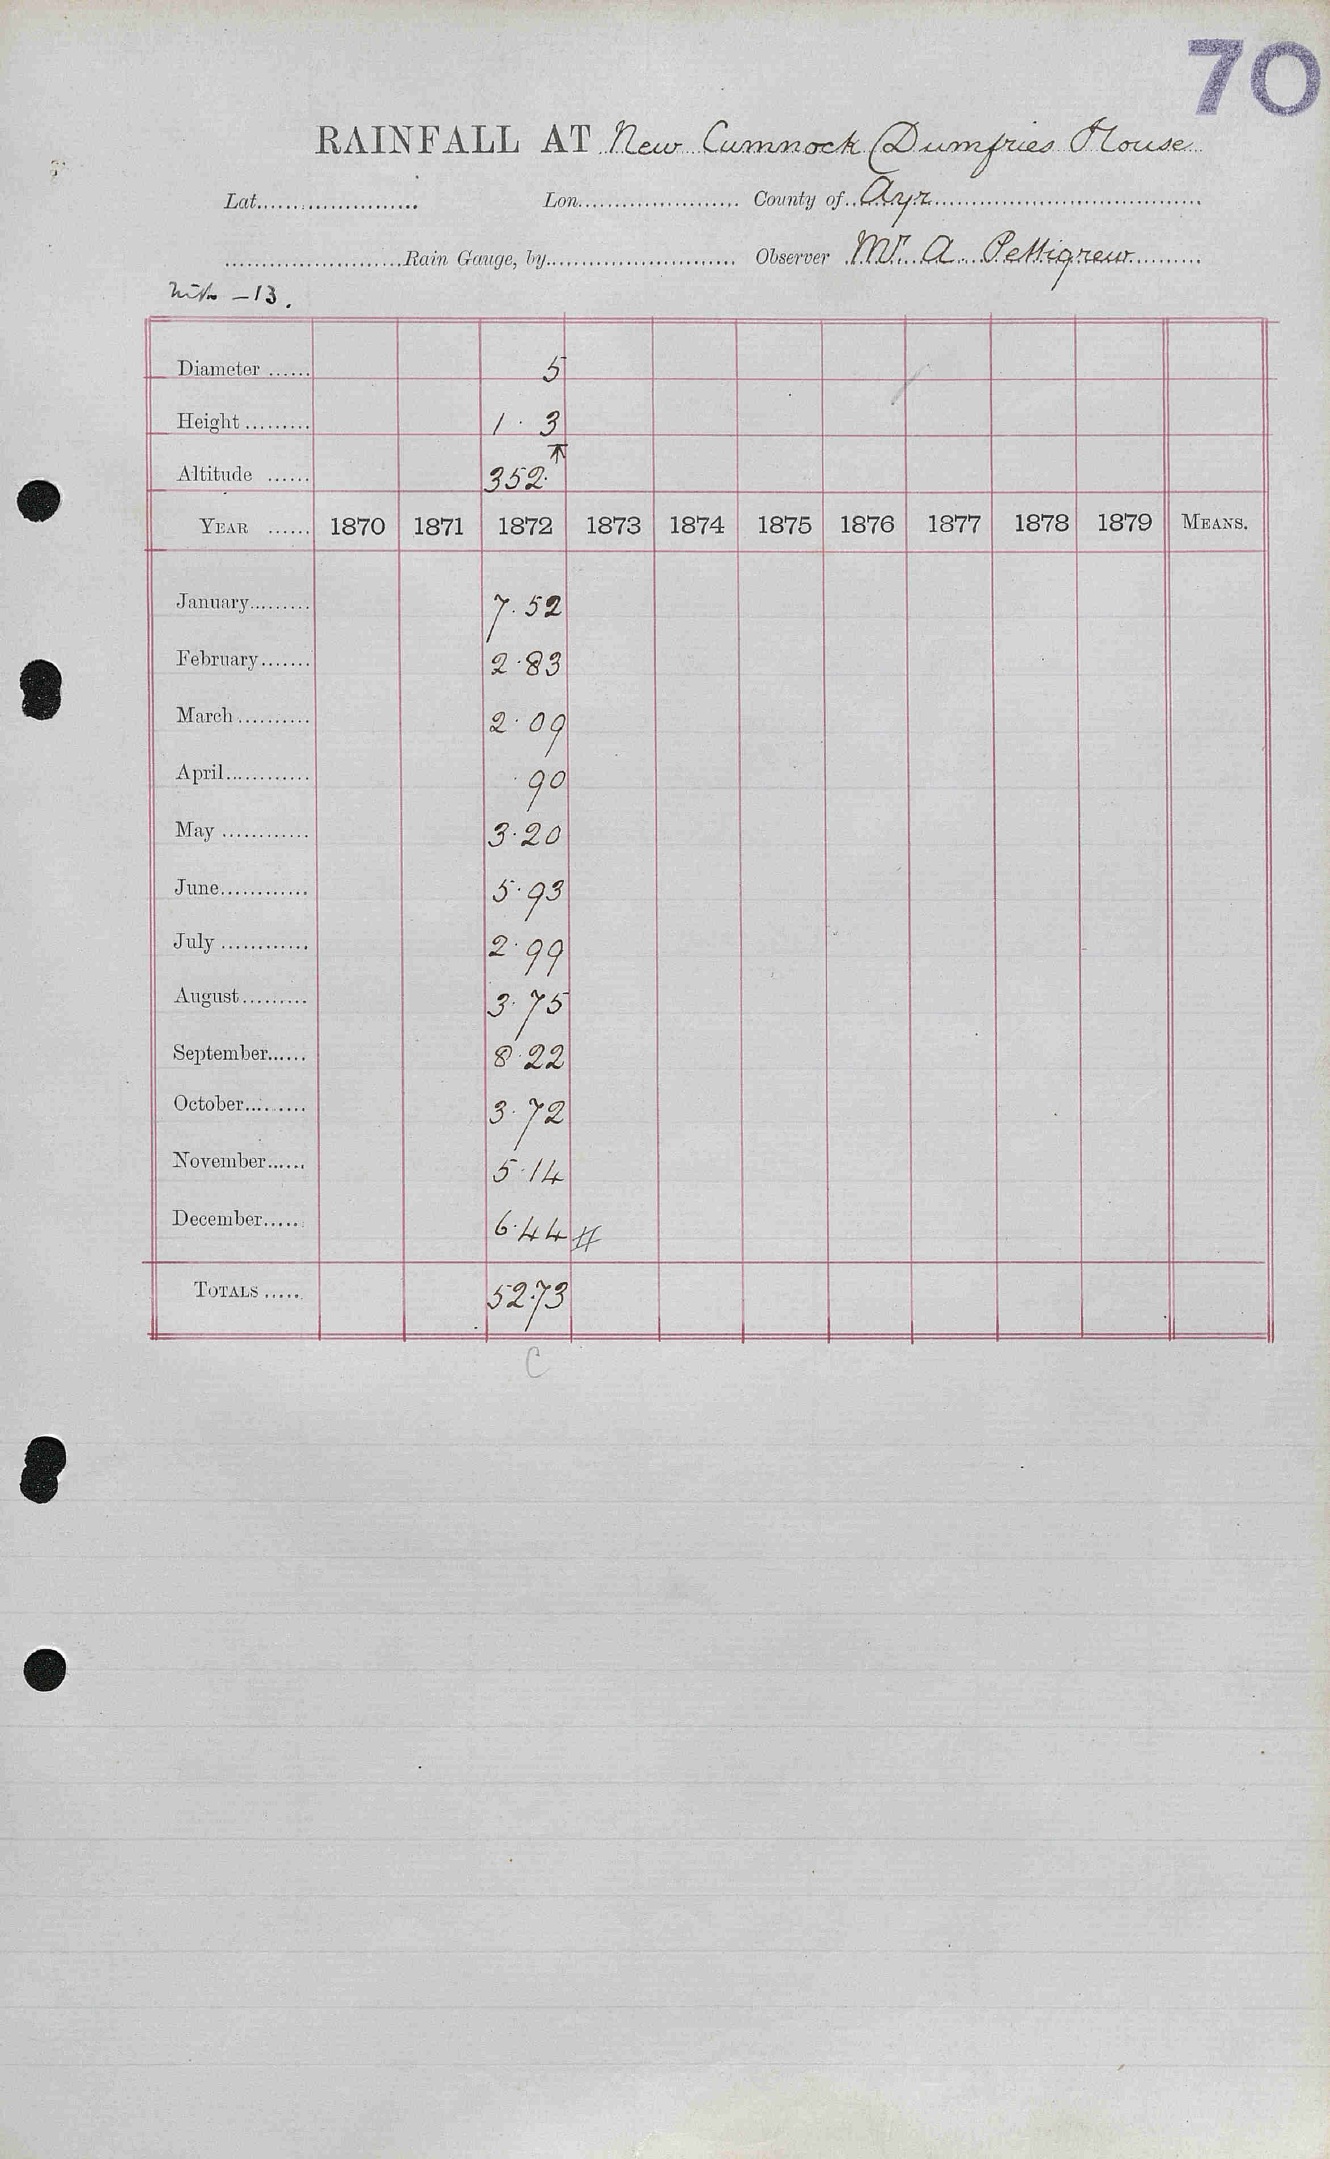 70
RAINFALL AT New Cumnock (Dumfries House
Lat.................... Lon..................... County of Ayr
Rain Gauge, by..................... Observer Mr. A. Pettigrew
– 13.
Diameter ...... 5
Height ......... 1 · 3
Altitude ...... 352·
YEAR ...... 1870 1871 1872 1873 1874 1875 1876 1877 1878 1879 MEANS.
January......... 7·52
February....... 2·83
March .......... 2·09
April............ ·90
May ............ 3·20
June............ 5·93
July ............ 2·99
August......... 3·75
September...... 8·22
October......... 3·72
November...... 5·14
December..... 6·44 #
TOTALS ..... 52·73
C